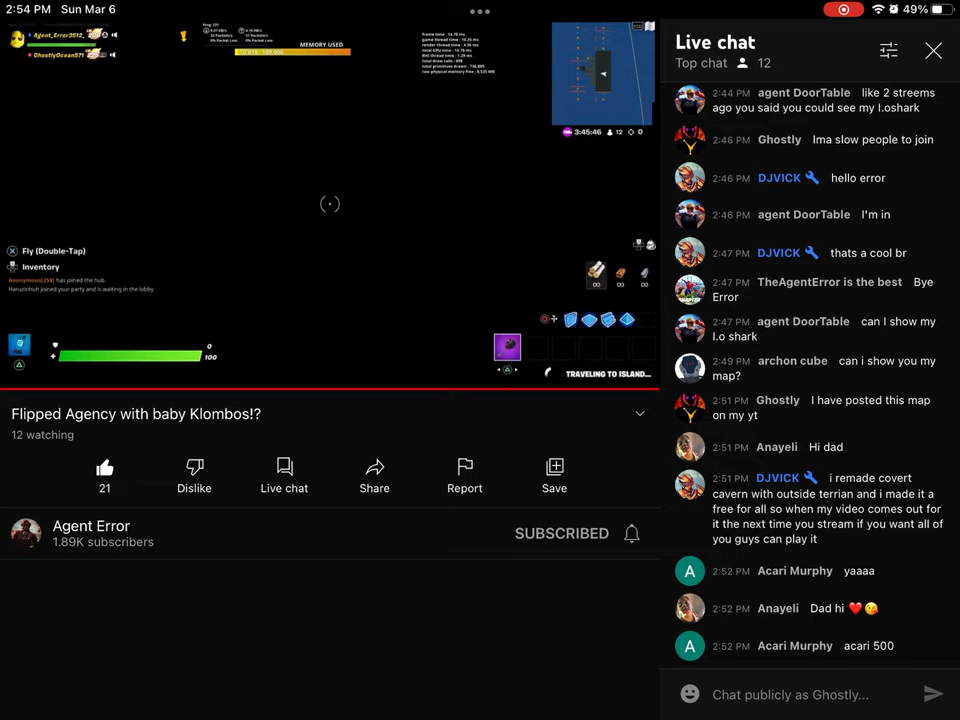 2:54 PM Sun Mar 6
49%
Agent_Error3512_
GhostlyOcean571
MEMORY USED
3:45:46 12 0
Fly (Double-Tap)
Inventory
Anonymous(258) has joined the hub.
Haruzinhuh joined your party and is waiting in the lobby
∞ ∞ ∞
0
100
TRAVELING TO ISLAND...
Flipped Agency with baby Klombos!?
12 watching
21
Dislike
Live chat
Share
Report
Save
Agent Error
1.89K subscribers
SUBSCRIBED
Live chat
Top chat 12
2:44 PM agent DoorTable like 2 streems
ago you said you could see my I.oshark
2:46 PM Ghostly Ima slow people to join
2:46 PM DJVICK hello error
2:46 PM agent DoorTable I'm in
2:47 PM DJVICK thats a cool br
2:47 PM TheAgentError is the best Bye
Error
2:47 PM agent DoorTable can I show my
I.o shark
2:49 PM archon cube can i show you my
map?
2:51 PM Ghostly I have posted this map
on my yt
2:51 PM Anayeli Hi dad
2:51 PM DJVICK i remade covert
cavern with outside terrian and i made it a
free for all so when my video comes out for
it the next time you stream if you want all of
you guys can play it
A 2:52 PM Acari Murphy yaaaa
2:52 PM Anayeli Dad hi ❤️😘
A 2:52 PM Acari Murphy acari 500
Chat publicly as Ghostly...